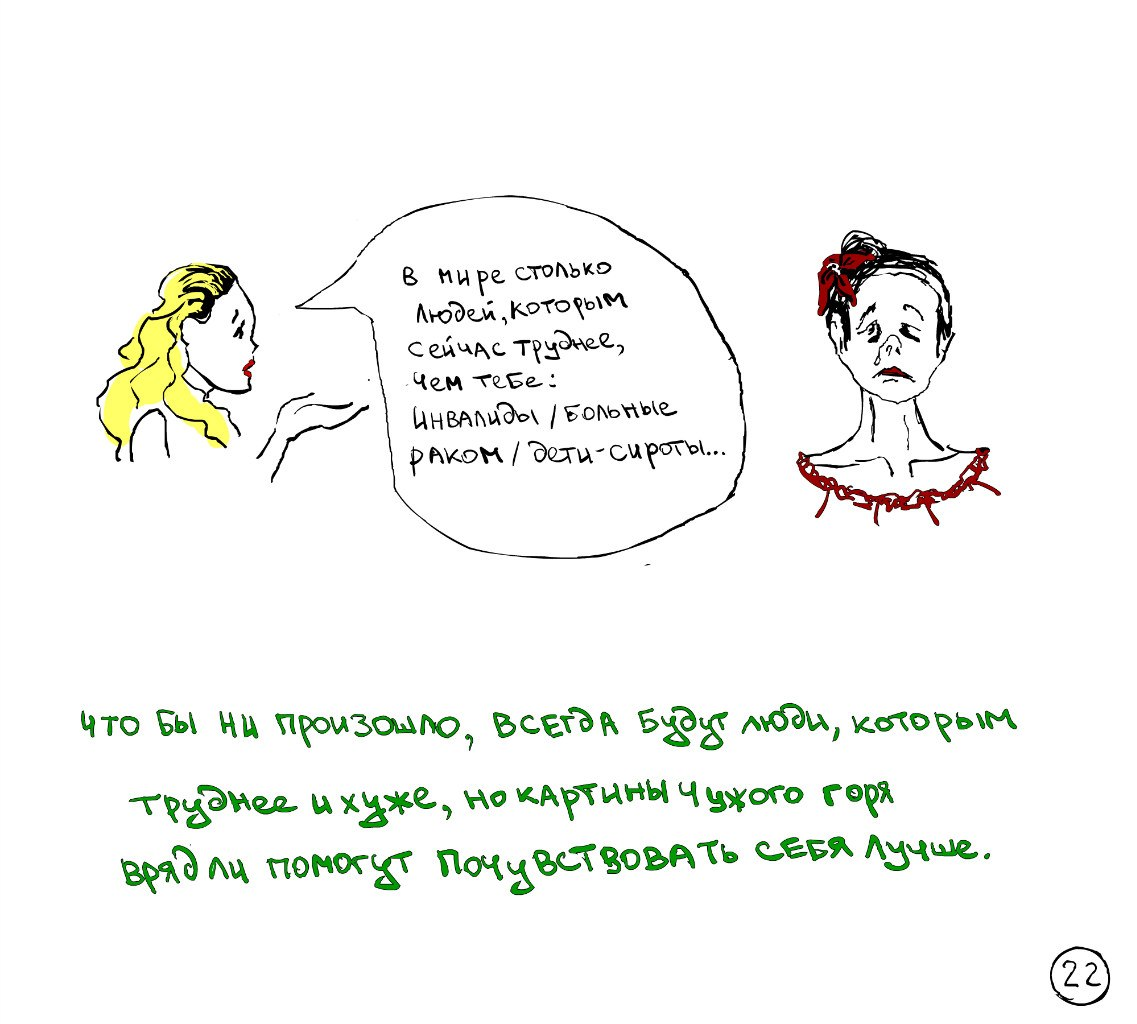 В мире столько
людей, которым
сейчас труднее,
чем тебе:
инвалиды / больные
раком / дети-сироты...
Что бы ни произошло, всегда будут люди, которым
труднее и хуже, но картины чужого горя
вряд ли помогут почувствовать себя лучше.
22